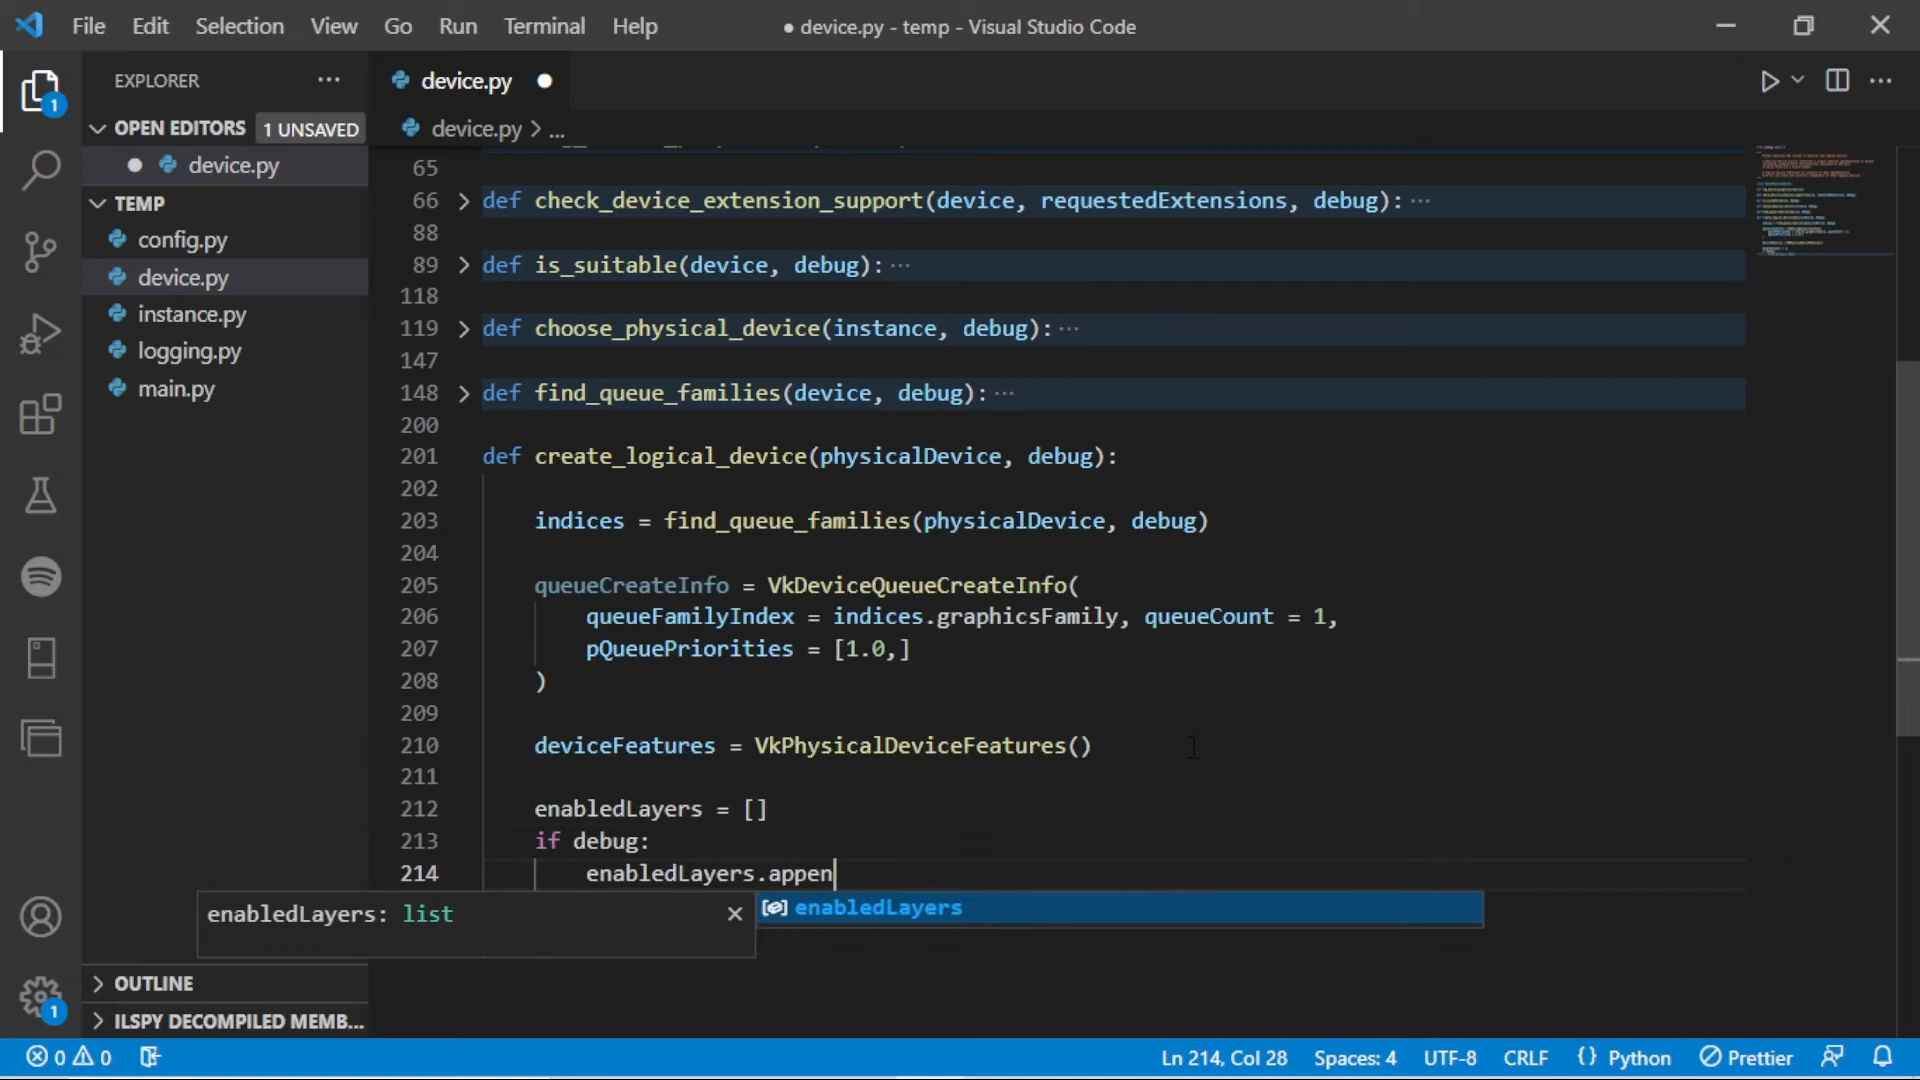 File Edit Selection View Go Run Terminal Help
● device.py - temp - Visual Studio Code
EXPLORER ···
OPEN EDITORS 1 UNSAVED
● device.py
TEMP
config.py
device.py
instance.py
logging.py
main.py
OUTLINE
ILSPY DECOMPILED MEMB...
1
1
device.py ●
device.py > ...
65
66 > def check_device_extension_support(device, requestedExtensions, debug): ···
88
89 > def is_suitable(device, debug): ···
118
119 > def choose_physical_device(instance, debug): ···
147
148 > def find_queue_families(device, debug): ···
200
201 def create_logical_device(physicalDevice, debug):
202
203 indices = find_queue_families(physicalDevice, debug)
204
205 queueCreateInfo = VkDeviceQueueCreateInfo(
206 queueFamilyIndex = indices.graphicsFamily, queueCount = 1,
207 pQueuePriorities = [1.0,]
208 )
209
210 deviceFeatures = VkPhysicalDeviceFeatures()
211
212 enabledLayers = []
213 if debug:
214 enabledLayers.appen
enabledLayers: list ×
enabledLayers
0 0
Ln 214, Col 28 Spaces: 4 UTF-8 CRLF {} Python Prettier